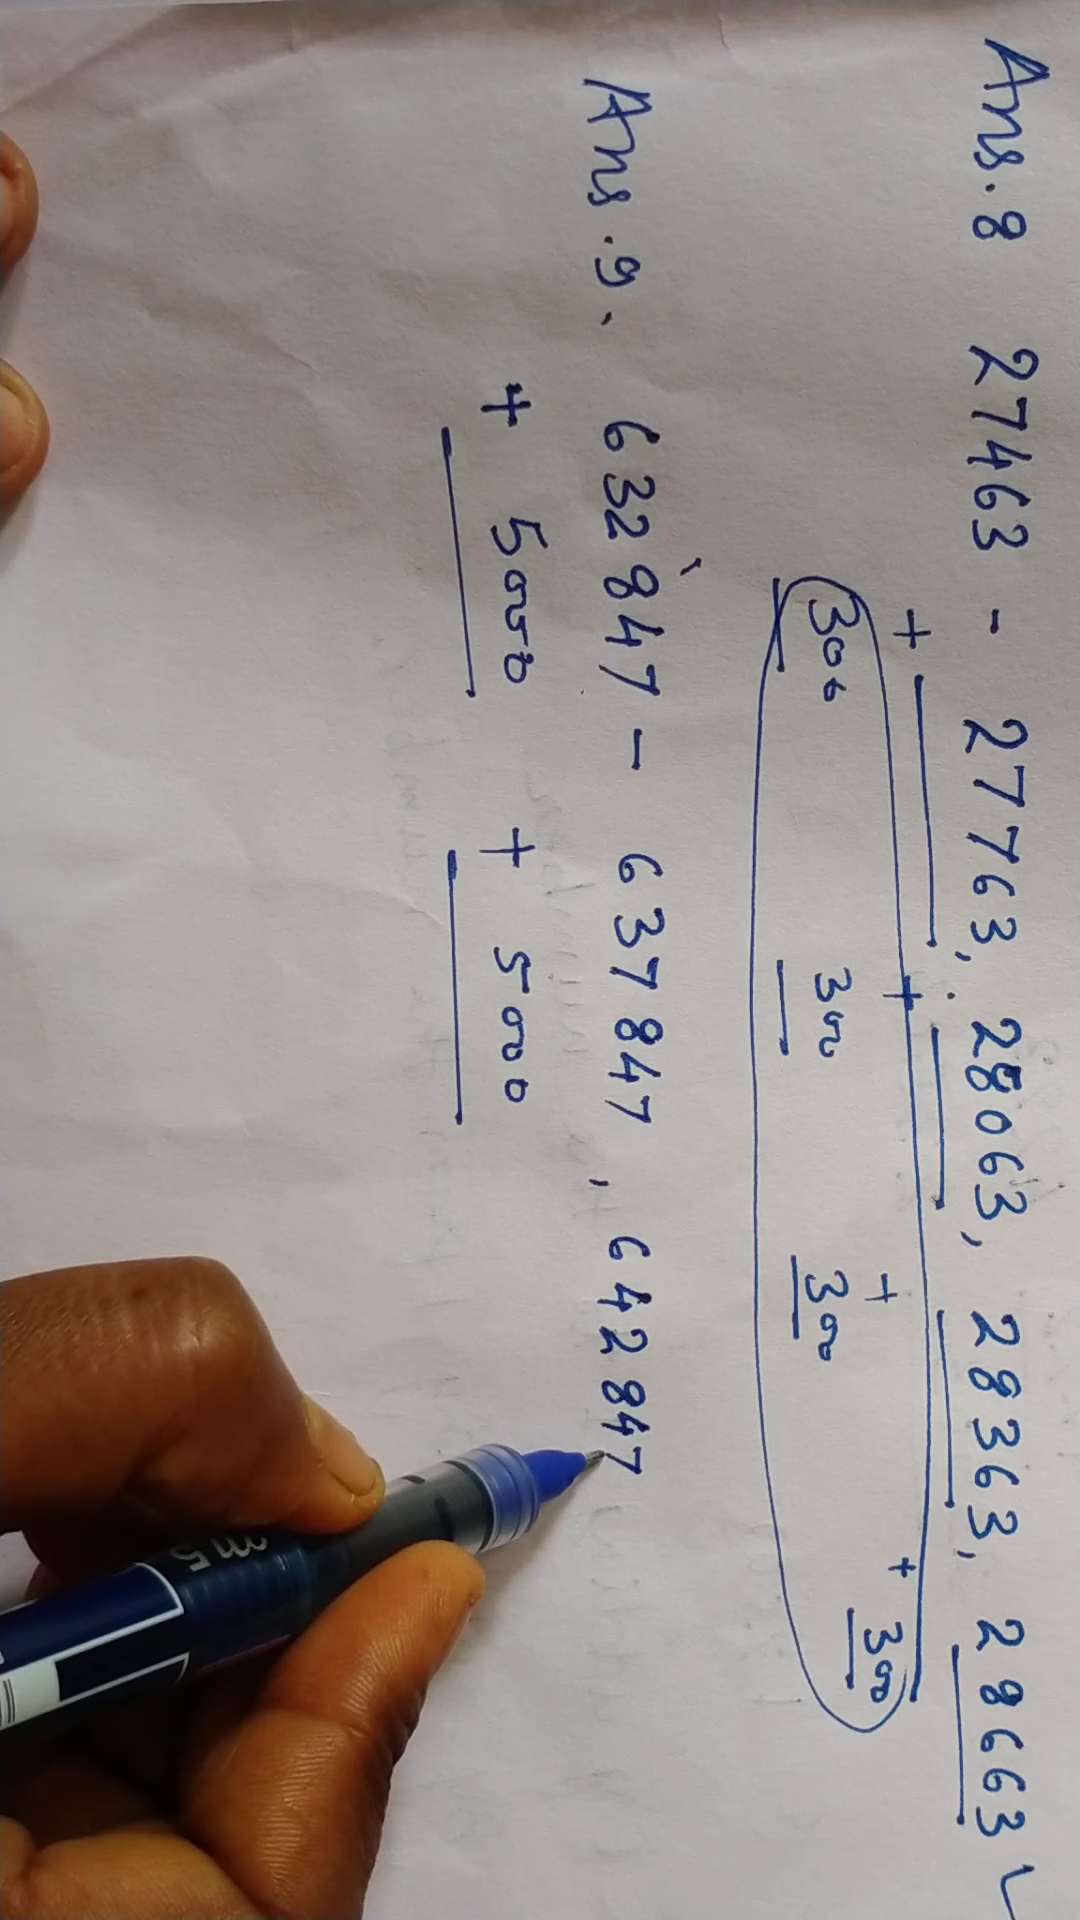 Ans.8 27463 - 27763, 28063, 28363, 28663 ✓
+ + + +
300 300 300 300
Ans.9. 632847 - 637847, 642847
+ 5000 + 5000